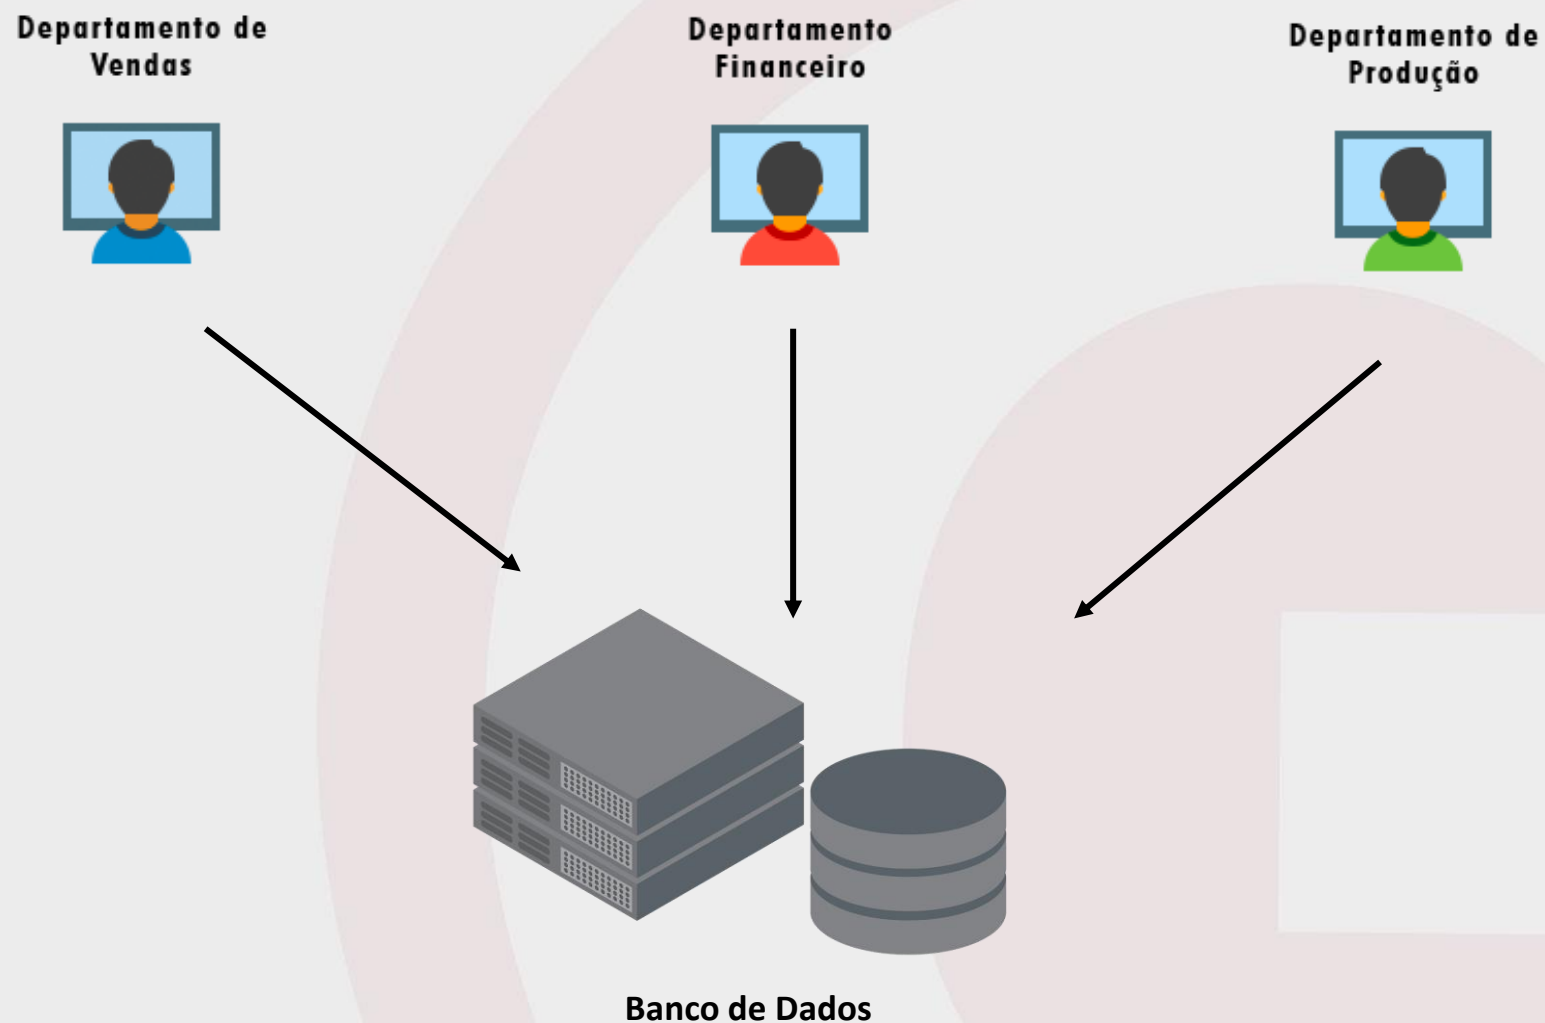 Departamento de
Vendas
Departamento
Financeiro
Departamento de
Produção
Banco de Dados